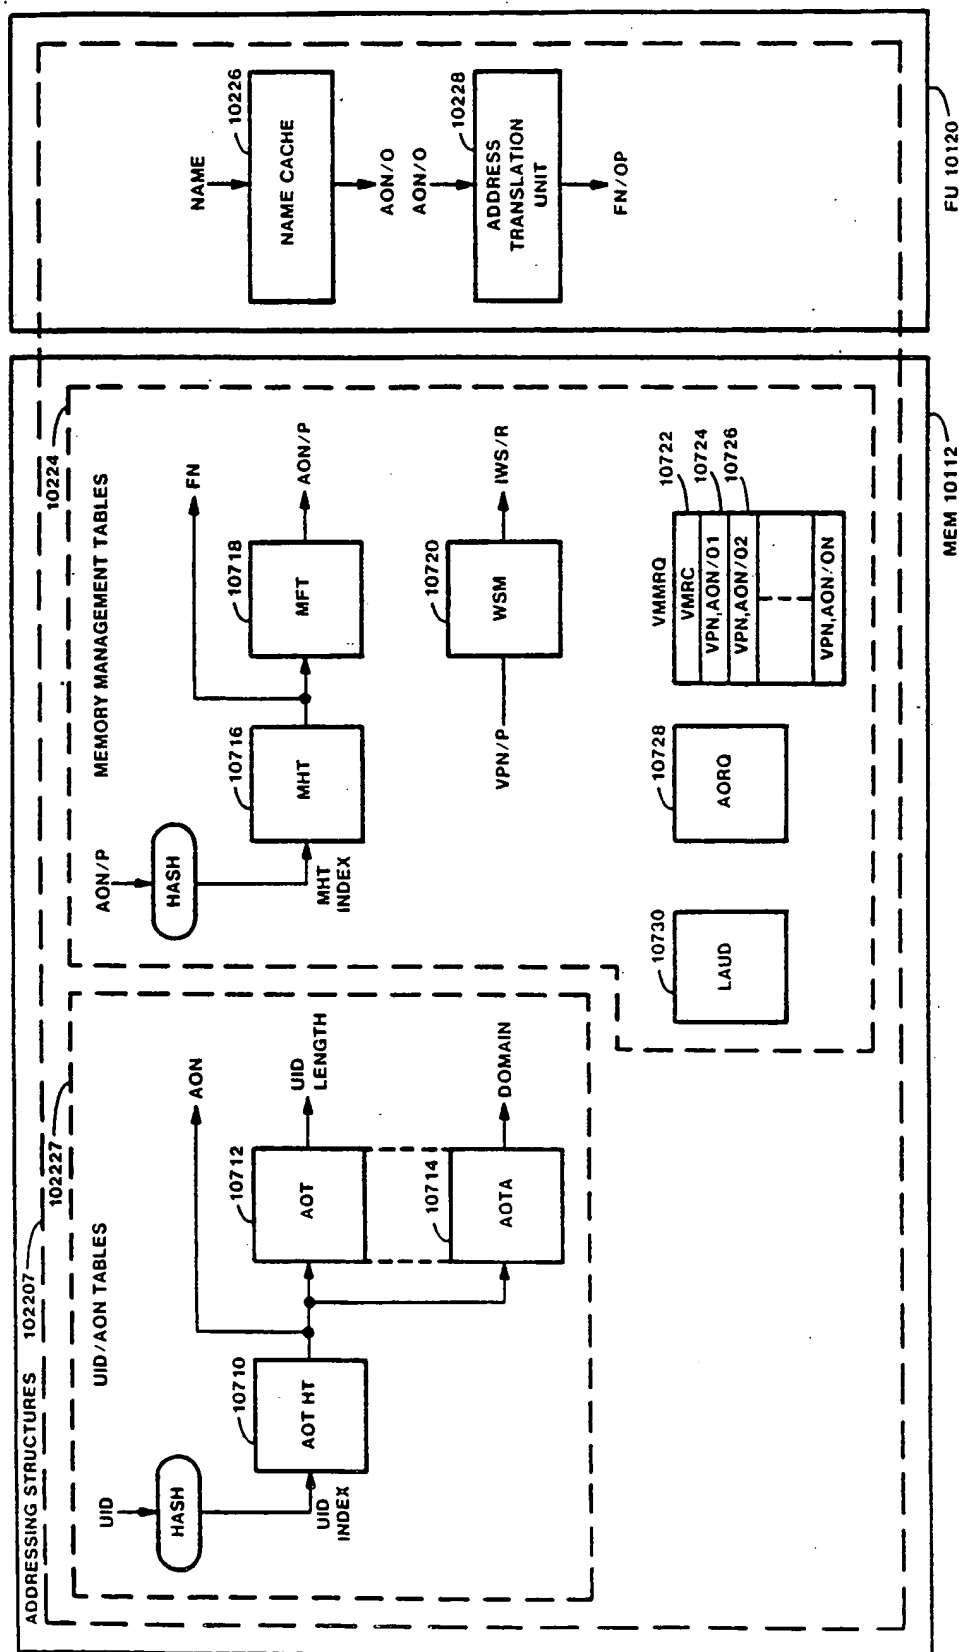 ADDRESSING STRUCTURES 102207
102227
UID/AON TABLES
UID
HASH
UID
INDEX
10710
AOT HT
AON
10712
AOT
UID
LENGTH
10714
AOTA
DOMAIN
10224
MEMORY MANAGEMENT TABLES
AON/P
HASH
MHT
INDEX
10716
MHT
FN
10718
MFT
AON/P
VPN/P
10720
WSM
IWS/R
10730
LAUD
10728
AORQ
VMMRQ
VMRC
VPN,AON/O1
VPN,AON/O2
VPN,AON/ON
10722
10724
10726
MEM 10112
NAME
10226
NAME CACHE
AON/O
AON/O
10228
ADDRESS
TRANSLATION
UNIT
FN/OP
FU 10120